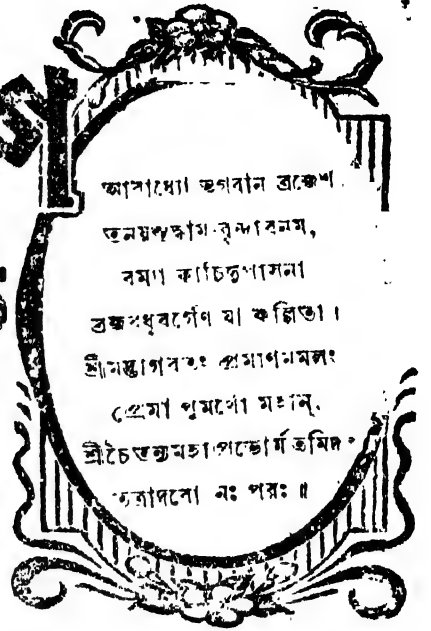 আরাধ্যো ভগবান ব্রজেশ
তনয়স্তদ্ধাম বৃন্দাবনম,
রম্যা কাচিদুপাসনা
ব্রজবধূবর্গেণ যা কল্পিতা।
শ্রীমদ্ভাগবতং প্রমাণমমলং
প্রেমা পুমর্থো মহান্,
শ্রীচৈতন্যমহাপ্রভোর্মতমিদং
তত্রাদরো নঃ পরঃ॥